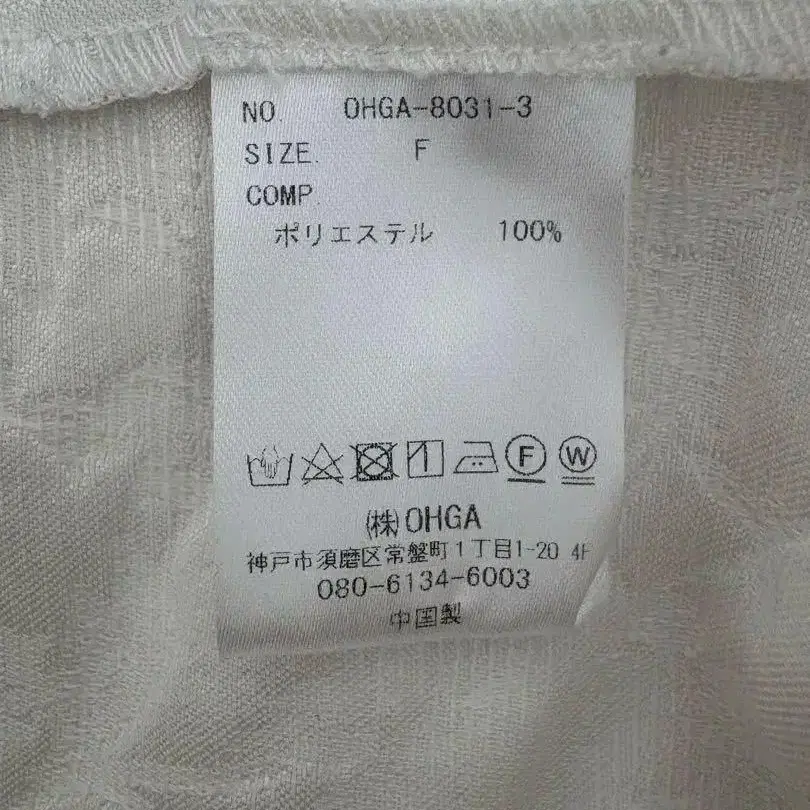 NO. OHGA-8031-3
SIZE. F
COMP.
ポリエステル 100%
F W
㈱OHGA
神戸市須磨区常盤町1丁目1-20 4F
080-6134-6003
中国製